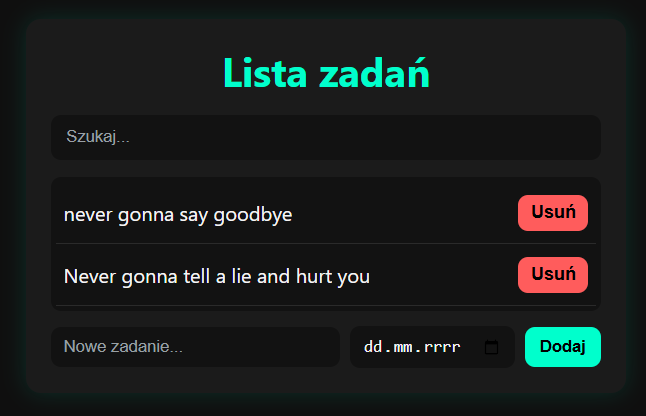 Lista zadań
Szukaj...
never gonna say goodbye Usuń
Never gonna tell a lie and hurt you Usuń
Nowe zadanie... dd.mm.rrrr Dodaj